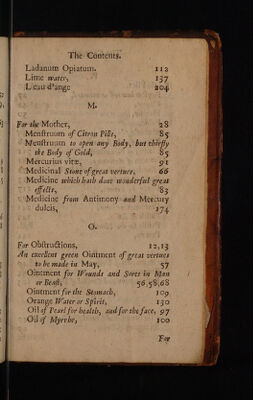 The Contents.
Ladanum Opiatum. 112
Lime water, 137
L'eau d'ange 204
M.
For the Mother, 28
Menstruum of Citron Pills, 85
Menstruum to open any Body, but chiefly
the Body of Gold, 85
Mercurius vitæ, 91
Medicinal Stone of great verture, 66
Medicine which hath done wonderful great
effects, 83
Medicine from Antimony and Mercury
dulcis, 174
O.
For Obstructions, 12,13
An excellent green Ointment of great vertues
to be made in May, 57
Ointment for Wounds and Sores in Man
or Beast, 56,58,68
Ointment for the Stomach, 109
Orange Water or Spirit, 130
Oil of Pearl for health, and for the face, 97
Oil of Myrrhe, 100
For